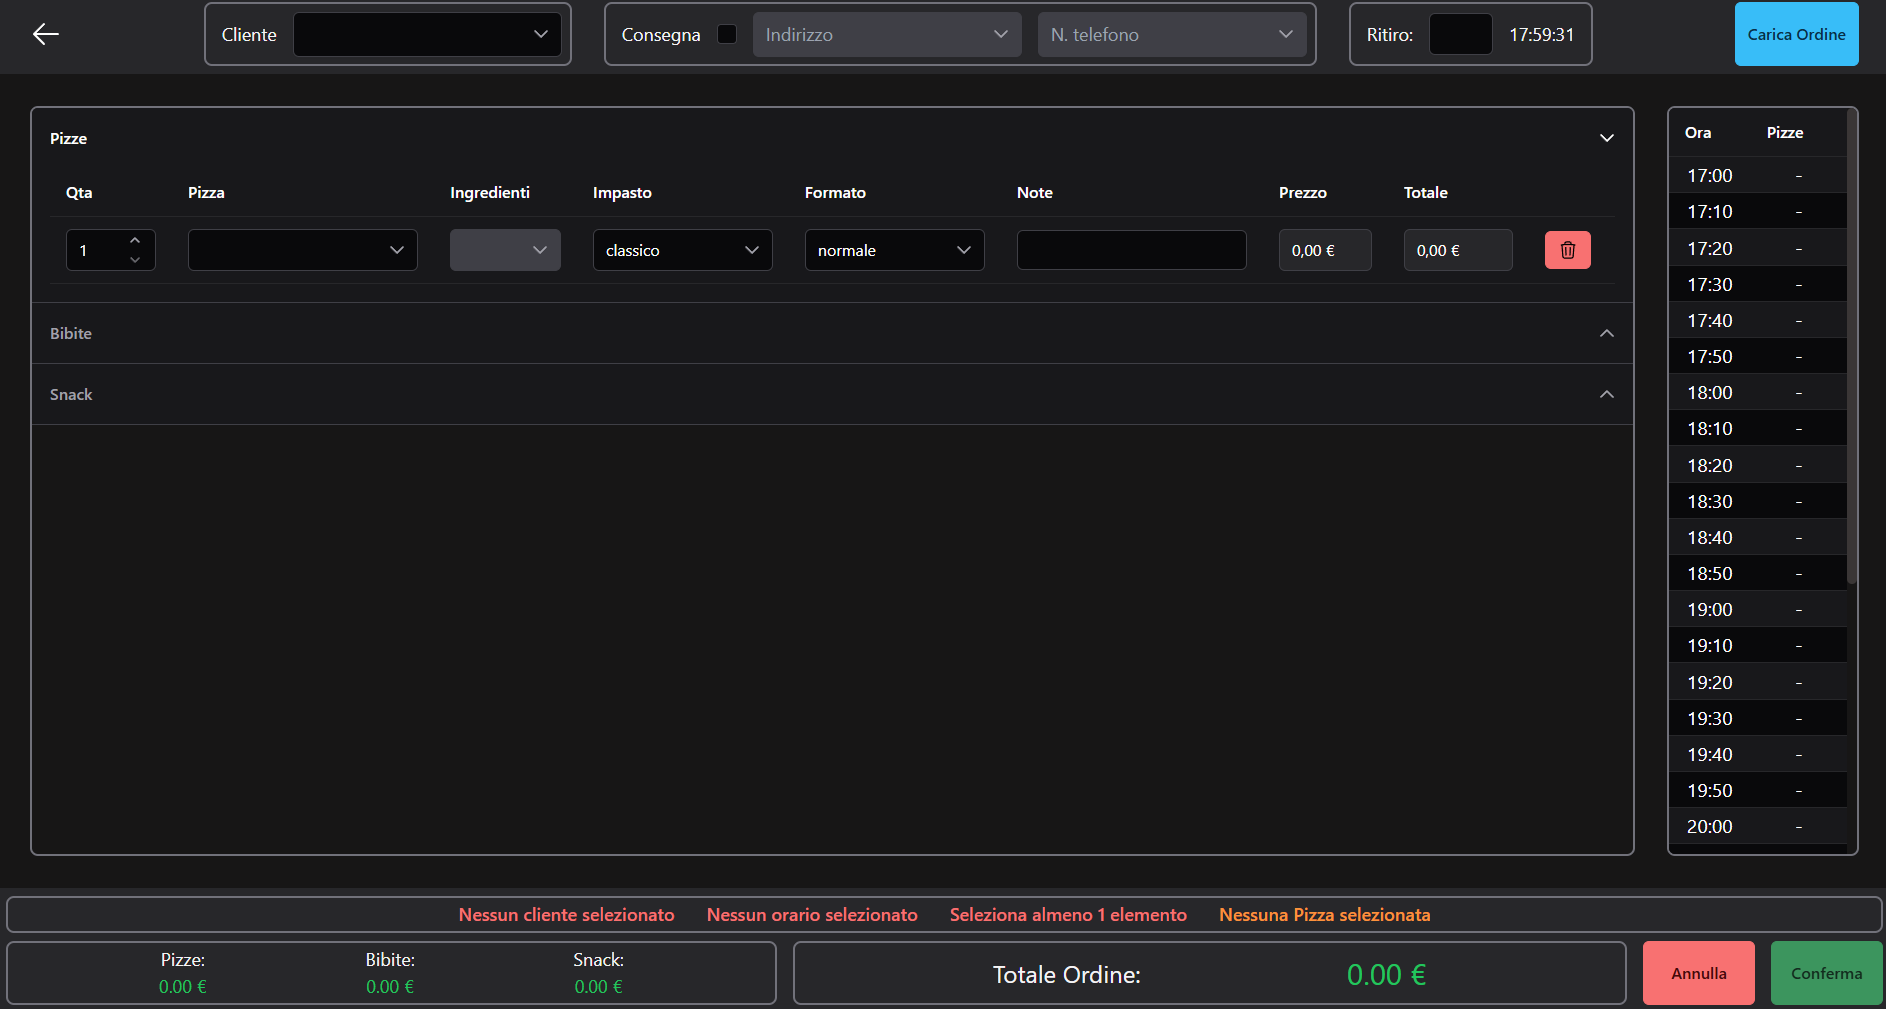 Cliente
Consegna Indirizzo N. telefono
Ritiro: 17:59:31
Carica Ordine
Pizze
Qta Pizza Ingredienti Impasto Formato Note Prezzo Totale
1 classico normale 0,00 € 0,00 €
Bibite
Snack
Ora Pizze
17:00 -
17:10 -
17:20 -
17:30 -
17:40 -
17:50 -
18:00 -
18:10 -
18:20 -
18:30 -
18:40 -
18:50 -
19:00 -
19:10 -
19:20 -
19:30 -
19:40 -
19:50 -
20:00 -
Nessun cliente selezionato Nessun orario selezionato Seleziona almeno 1 elemento Nessuna Pizza selezionata
Pizze: Bibite: Snack:
0.00 € 0.00 € 0.00 €
Totale Ordine: 0.00 €
Annulla
Conferma